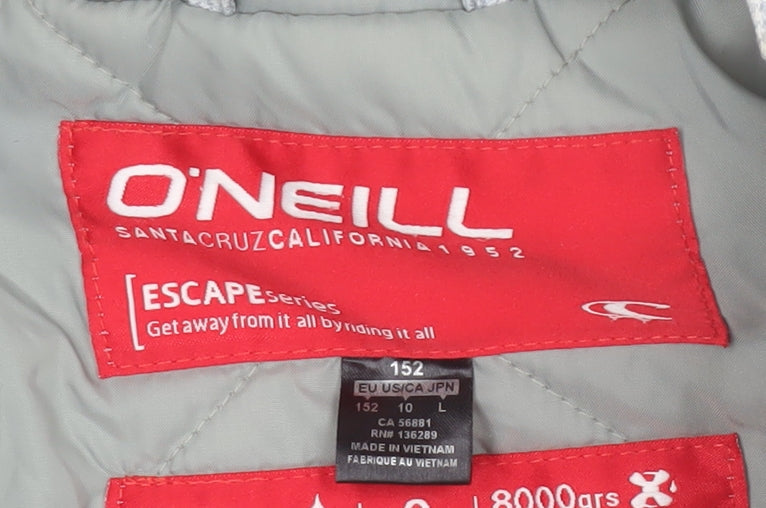 O'NEILL
SANTACRUZCALIFORNIA1952
ESCAPEseries
Get away from it all by riding it all
152
EU US/CA JPN
152 10 L
CA 56881
RN# 136289
MADE IN VIETNAM
FABRIQUE AU VIETNAM
8000grs